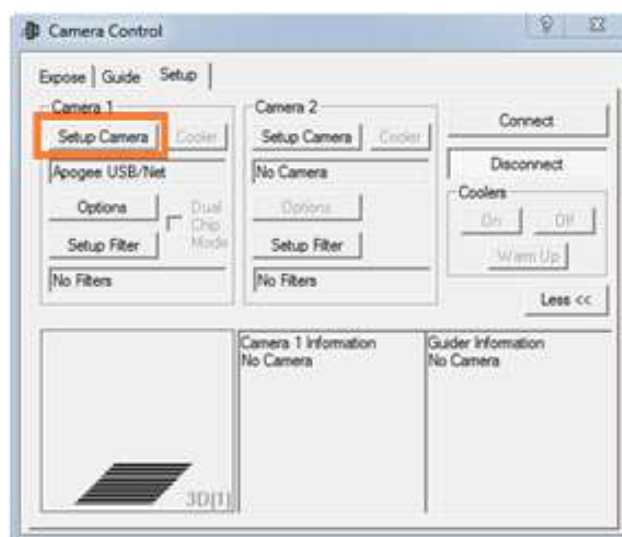 Camera Control
Expose | Guide Setup
Camera 1
Setup Camera Cooler
Apogee USB/Net
Options
Dual Chip Mode
Setup Filter
No Filters
Camera 2
Setup Camera Cooler
No Camera
Options
Setup Filter
No Filters
Connect
Disconnect
Coolers
On Off
Warm Up
Less <<
3D[1]
Camera 1 Information
No Camera
Guider Information
No Camera